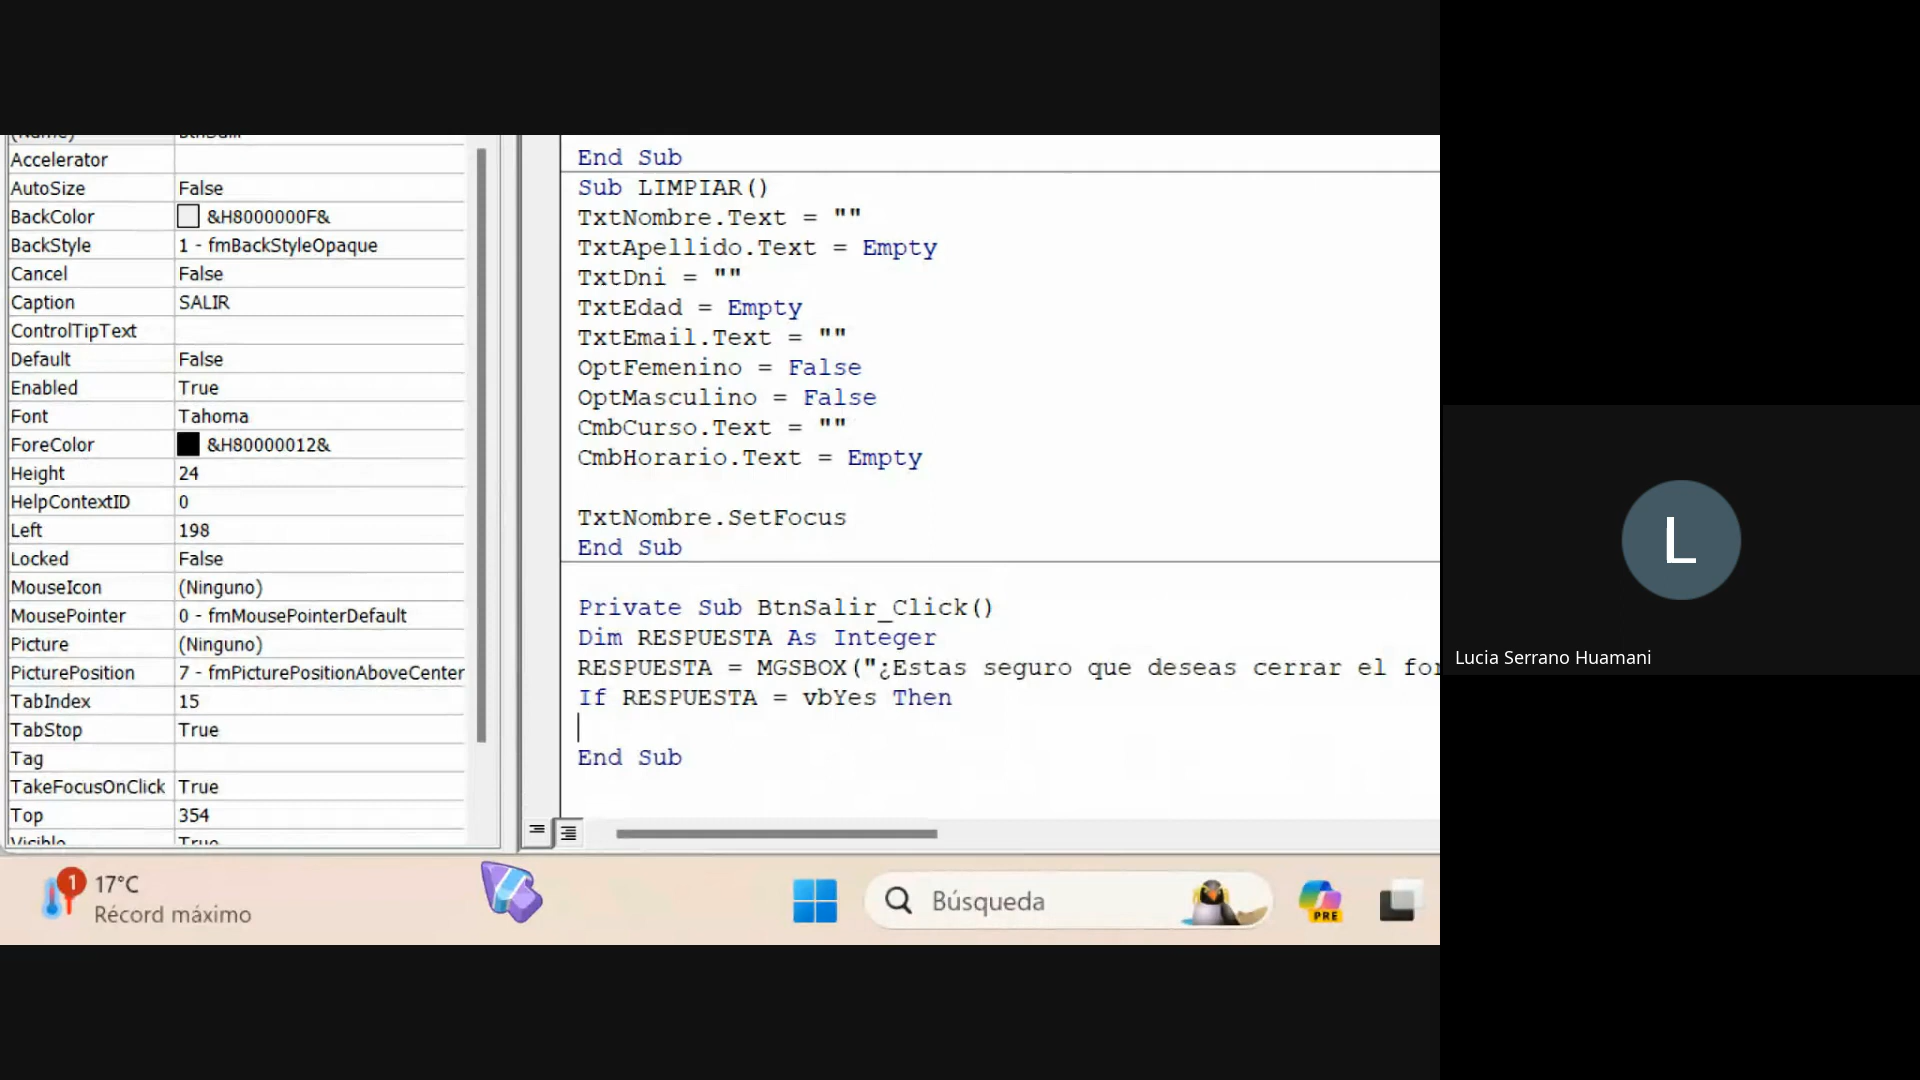 Accelerator
AutoSize False
BackColor &H8000000F&
BackStyle 1 - fmBackStyleOpaque
Cancel False
Caption SALIR
ControlTipText
Default False
Enabled True
Font Tahoma
ForeColor &H80000012&
Height 24
HelpContextID 0
Left 198
Locked False
MouseIcon (Ninguno)
MousePointer 0 - fmMousePointerDefault
Picture (Ninguno)
PicturePosition 7 - fmPicturePositionAboveCenter
TabIndex 15
TabStop True
Tag
TakeFocusOnClick True
Top 354
Visible True
End Sub
Sub LIMPIAR()
TxtNombre.Text = ""
TxtApellido.Text = Empty
TxtDni = ""
TxtEdad = Empty
TxtEmail.Text = ""
OptFemenino = False
OptMasculino = False
CmbCurso.Text = ""
CmbHorario.Text = Empty
TxtNombre.SetFocus
End Sub
Private Sub BtnSalir_Click()
Dim RESPUESTA As Integer
RESPUESTA = MGSBOX("¿Estas seguro que deseas cerrar el for
If RESPUESTA = vbYes Then
End Sub
1
17°C
Récord máximo
Búsqueda
PRE
L
Lucia Serrano Huamani